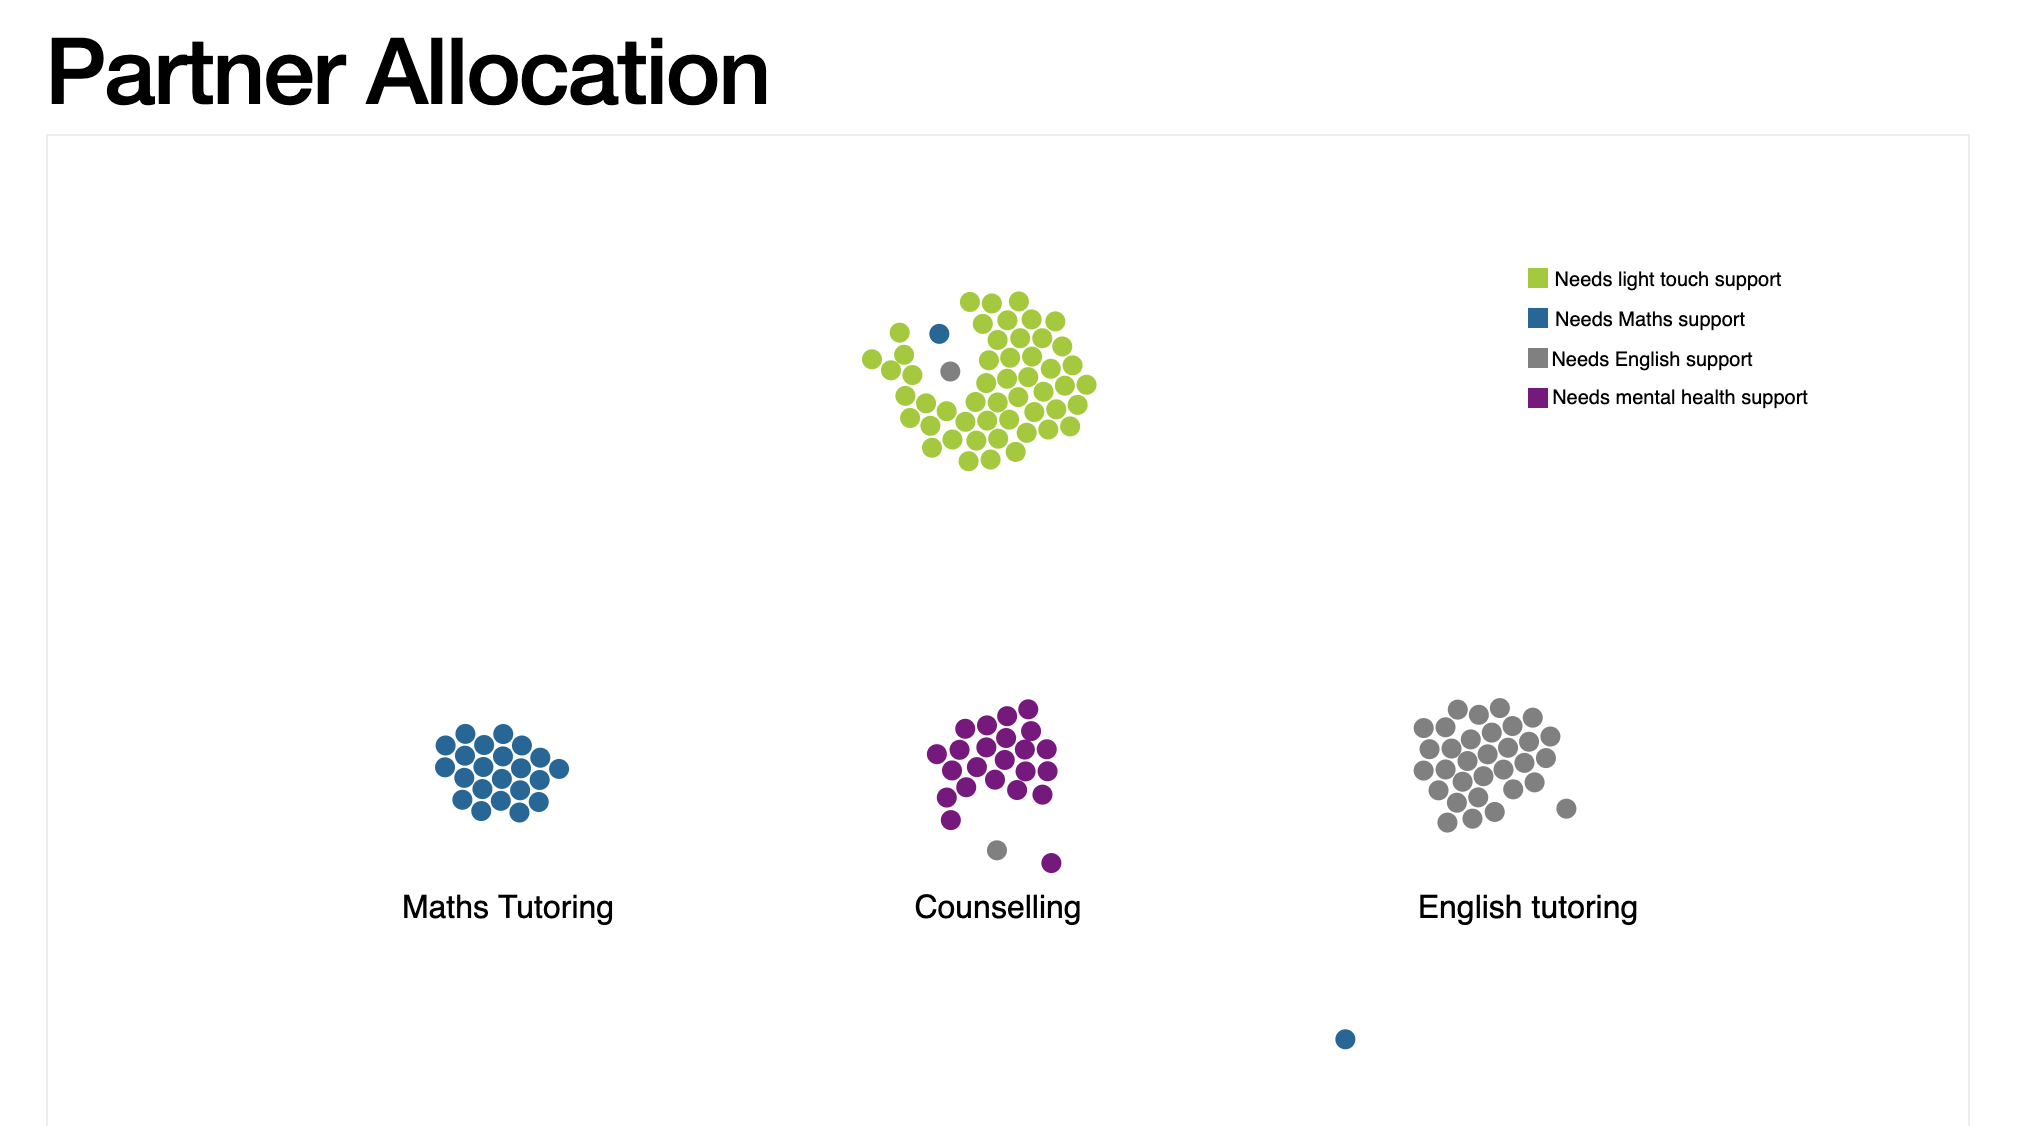 Partner Allocation
Needs light touch support
Needs Maths support
Needs English support
Needs mental health support
Maths Tutoring
Counselling
English tutoring